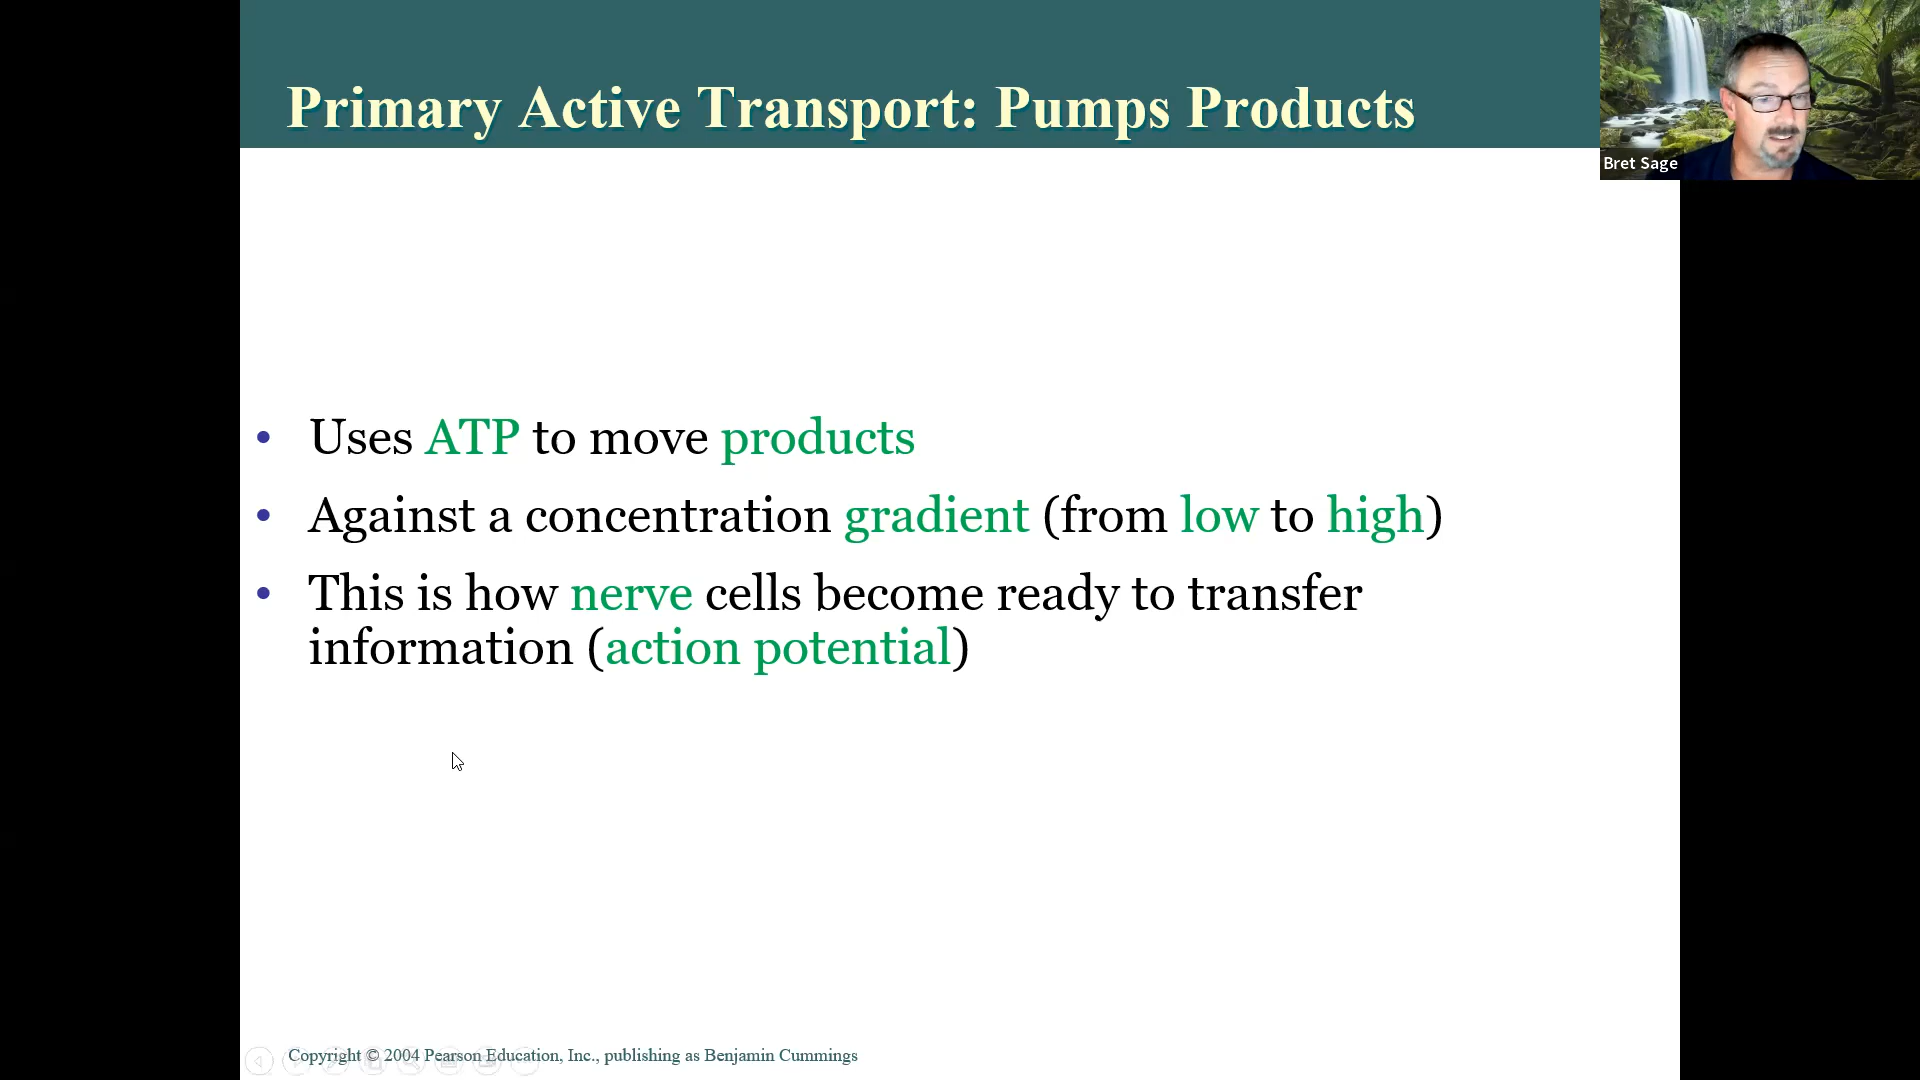 Primary Active Transport: Pumps Products
Bret Sage
• Uses ATP to move products
• Against a concentration gradient (from low to high)
• This is how nerve cells become ready to transfer
information (action potential)
Copyright © 2004 Pearson Education, Inc., publishing as Benjamin Cummings